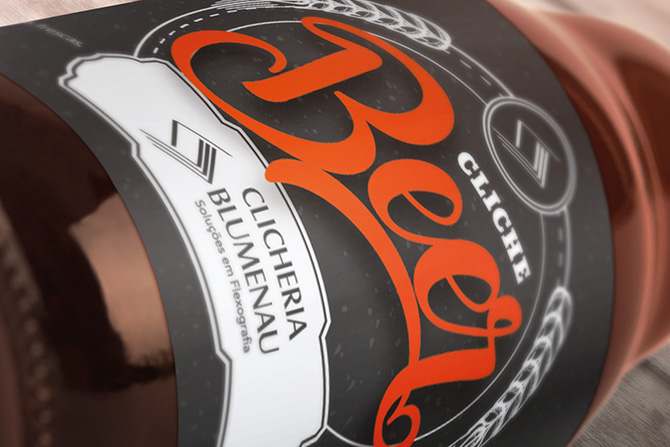 CLICHE
Beer
CLICHERIA
BLUMENAU
Soluções em Flexografia